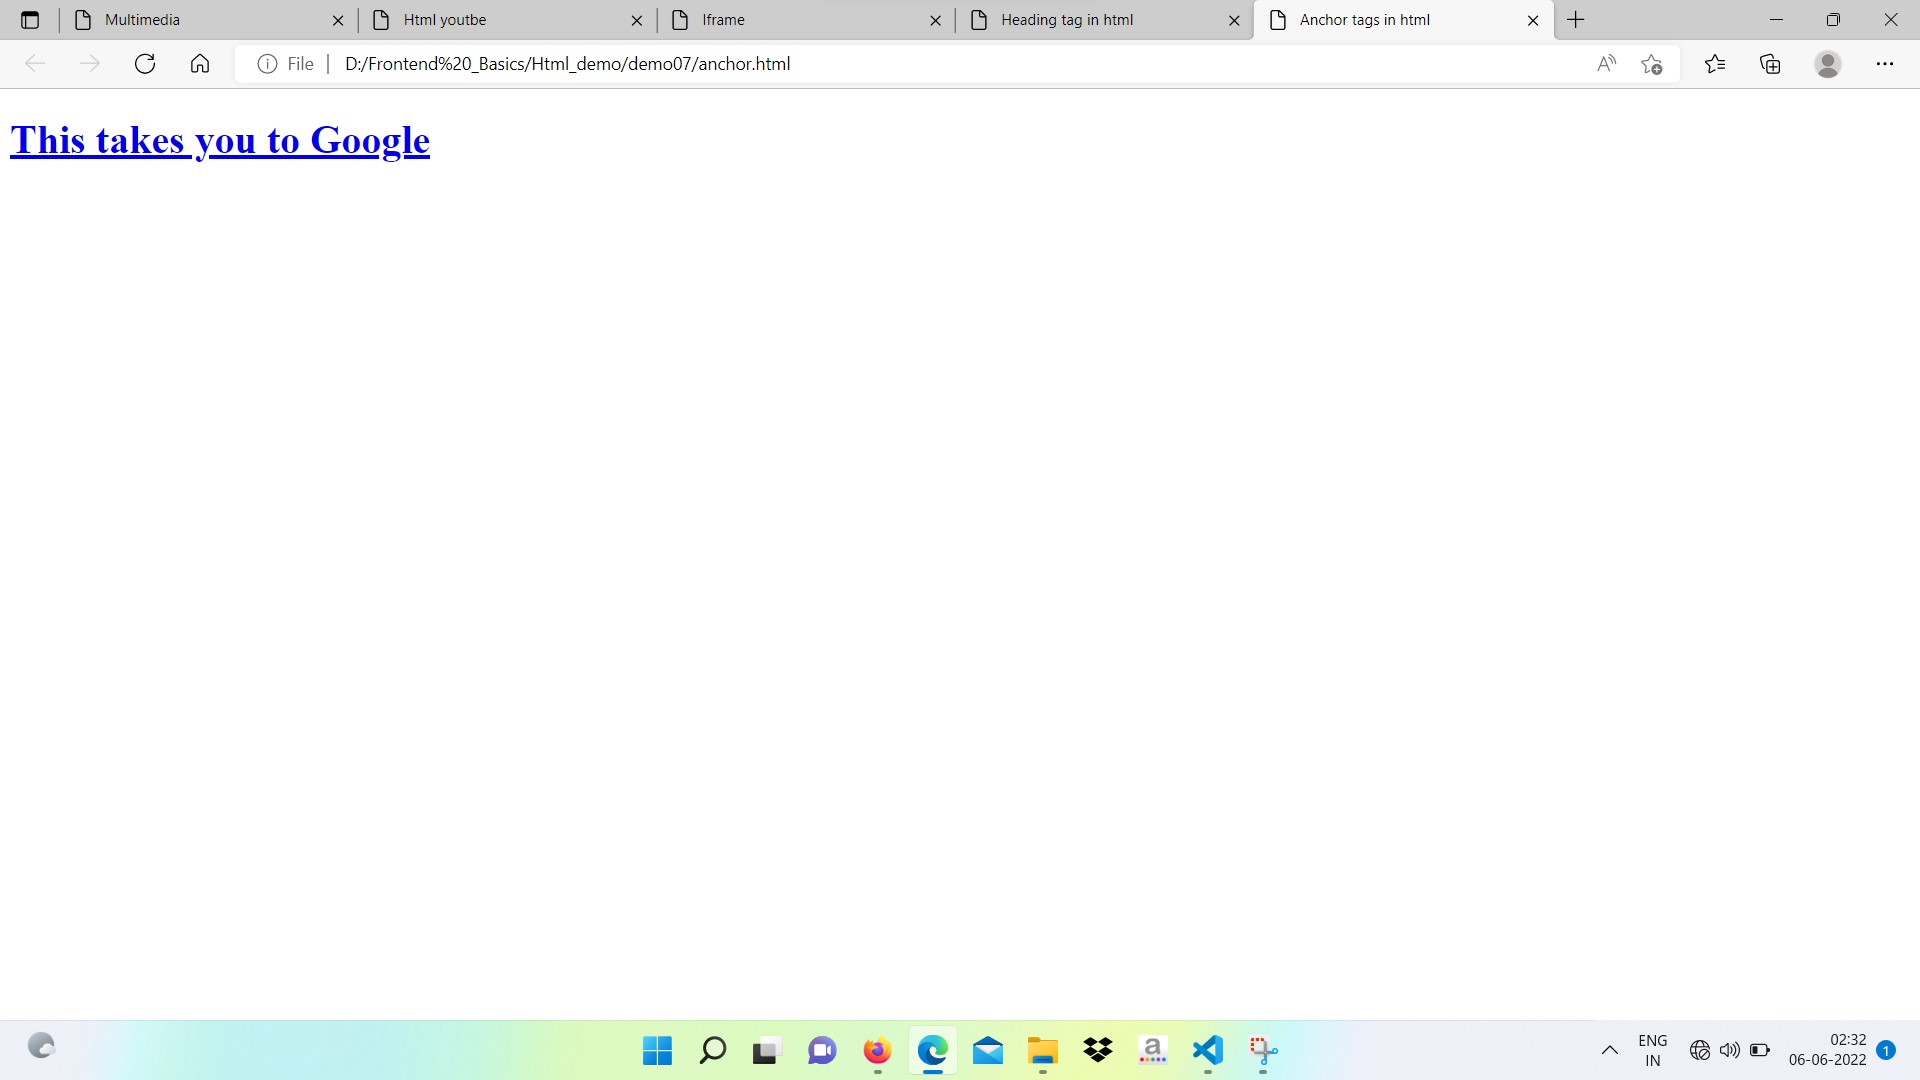 Multimedia
Html youtbe
Iframe
Heading tag in html
Anchor tags in html
File
D:/Frontend%20_Basics/Html_demo/demo07/anchor.html
This takes you to Google
a
ENG
IN
02:32
06-06-2022
1